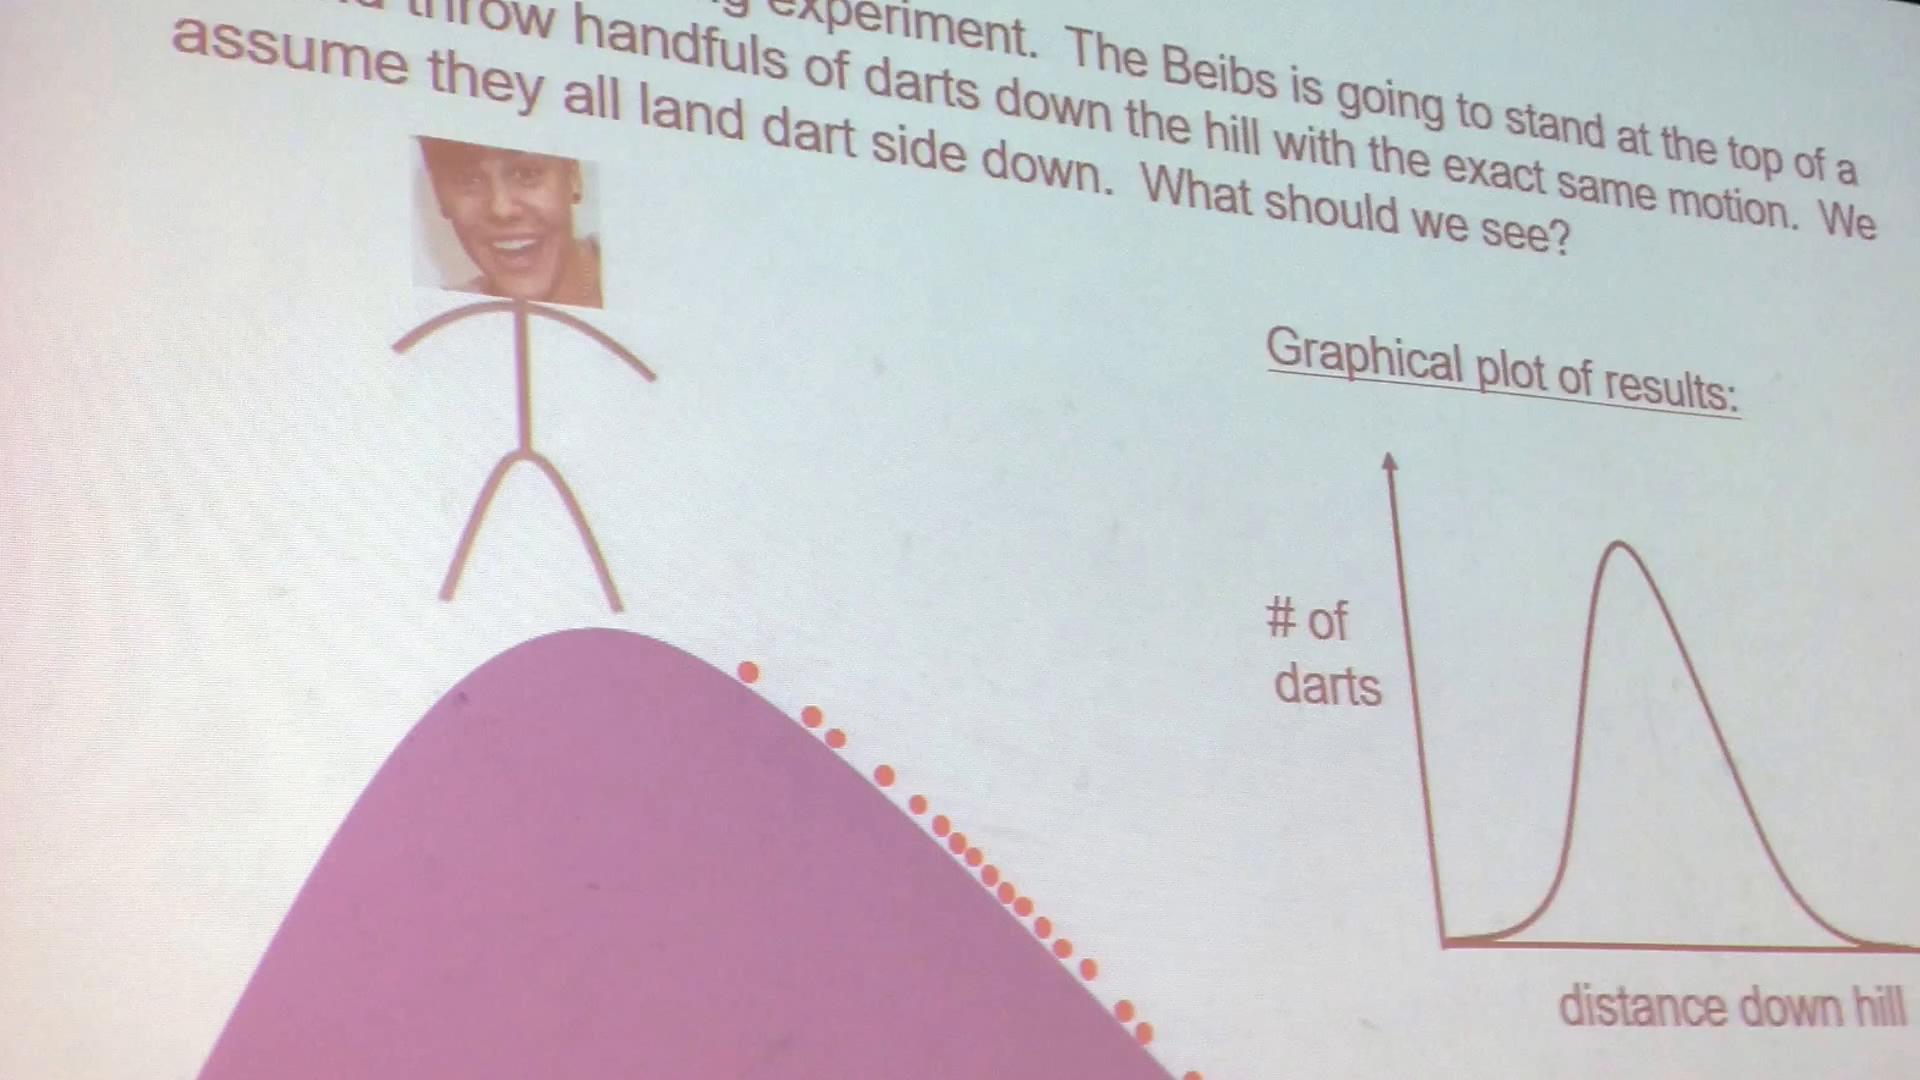 throw handfuls of darts down the hill with the exact same motion. We
experiment. The Beibs is going to stand at the top of a
assume they all land dart side down. What should we see?
Graphical plot of results:
# of
darts
distance down hill